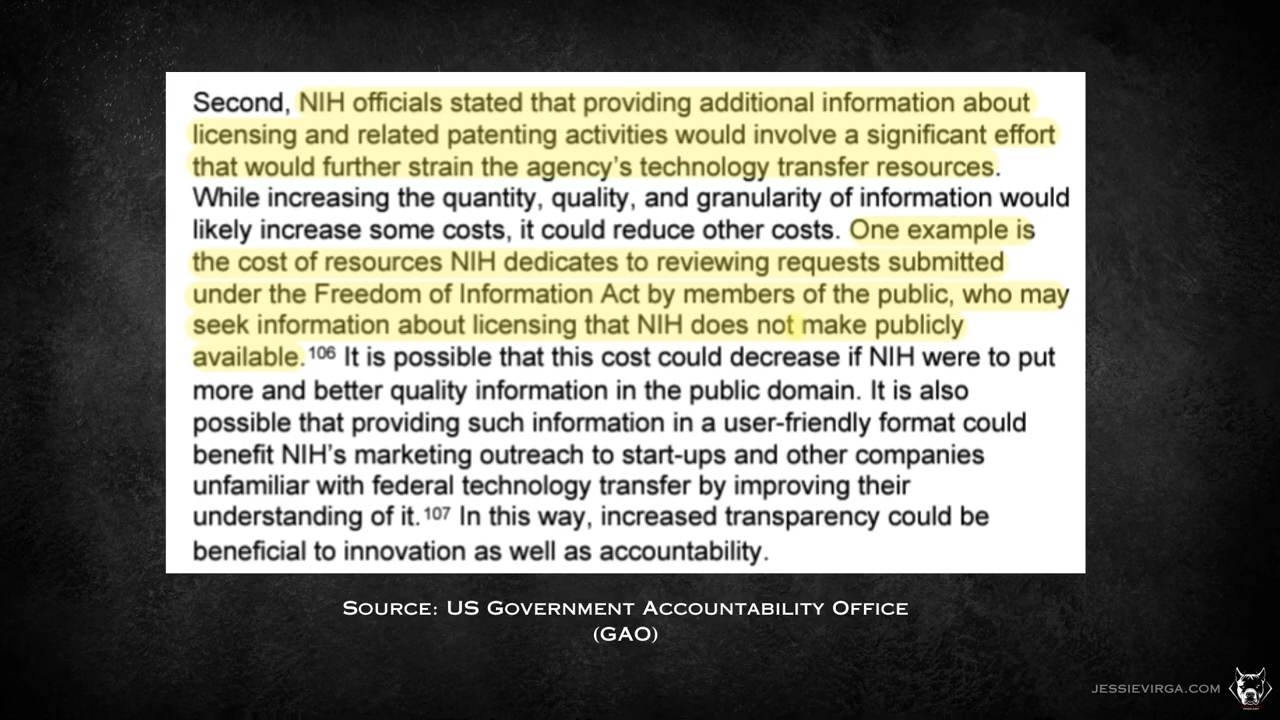 Second, NIH officials stated that providing additional information about
licensing and related patenting activities would involve a significant effort
that would further strain the agency's technology transfer resources.
While increasing the quantity, quality, and granularity of information would
likely increase some costs, it could reduce other costs. One example is
the cost of resources NIH dedicates to reviewing requests submitted
under the Freedom of Information Act by members of the public, who may
seek information about licensing that NIH does not make publicly
available.106 It is possible that this cost could decrease if NIH were to put
more and better quality information in the public domain. It is also
possible that providing such information in a user-friendly format could
benefit NIH's marketing outreach to start-ups and other companies
unfamiliar with federal technology transfer by improving their
understanding of it.107 In this way, increased transparency could be
beneficial to innovation as well as accountability.
Source: US Government Accountability Office
(GAO)
JESSIEVIRGA.COM